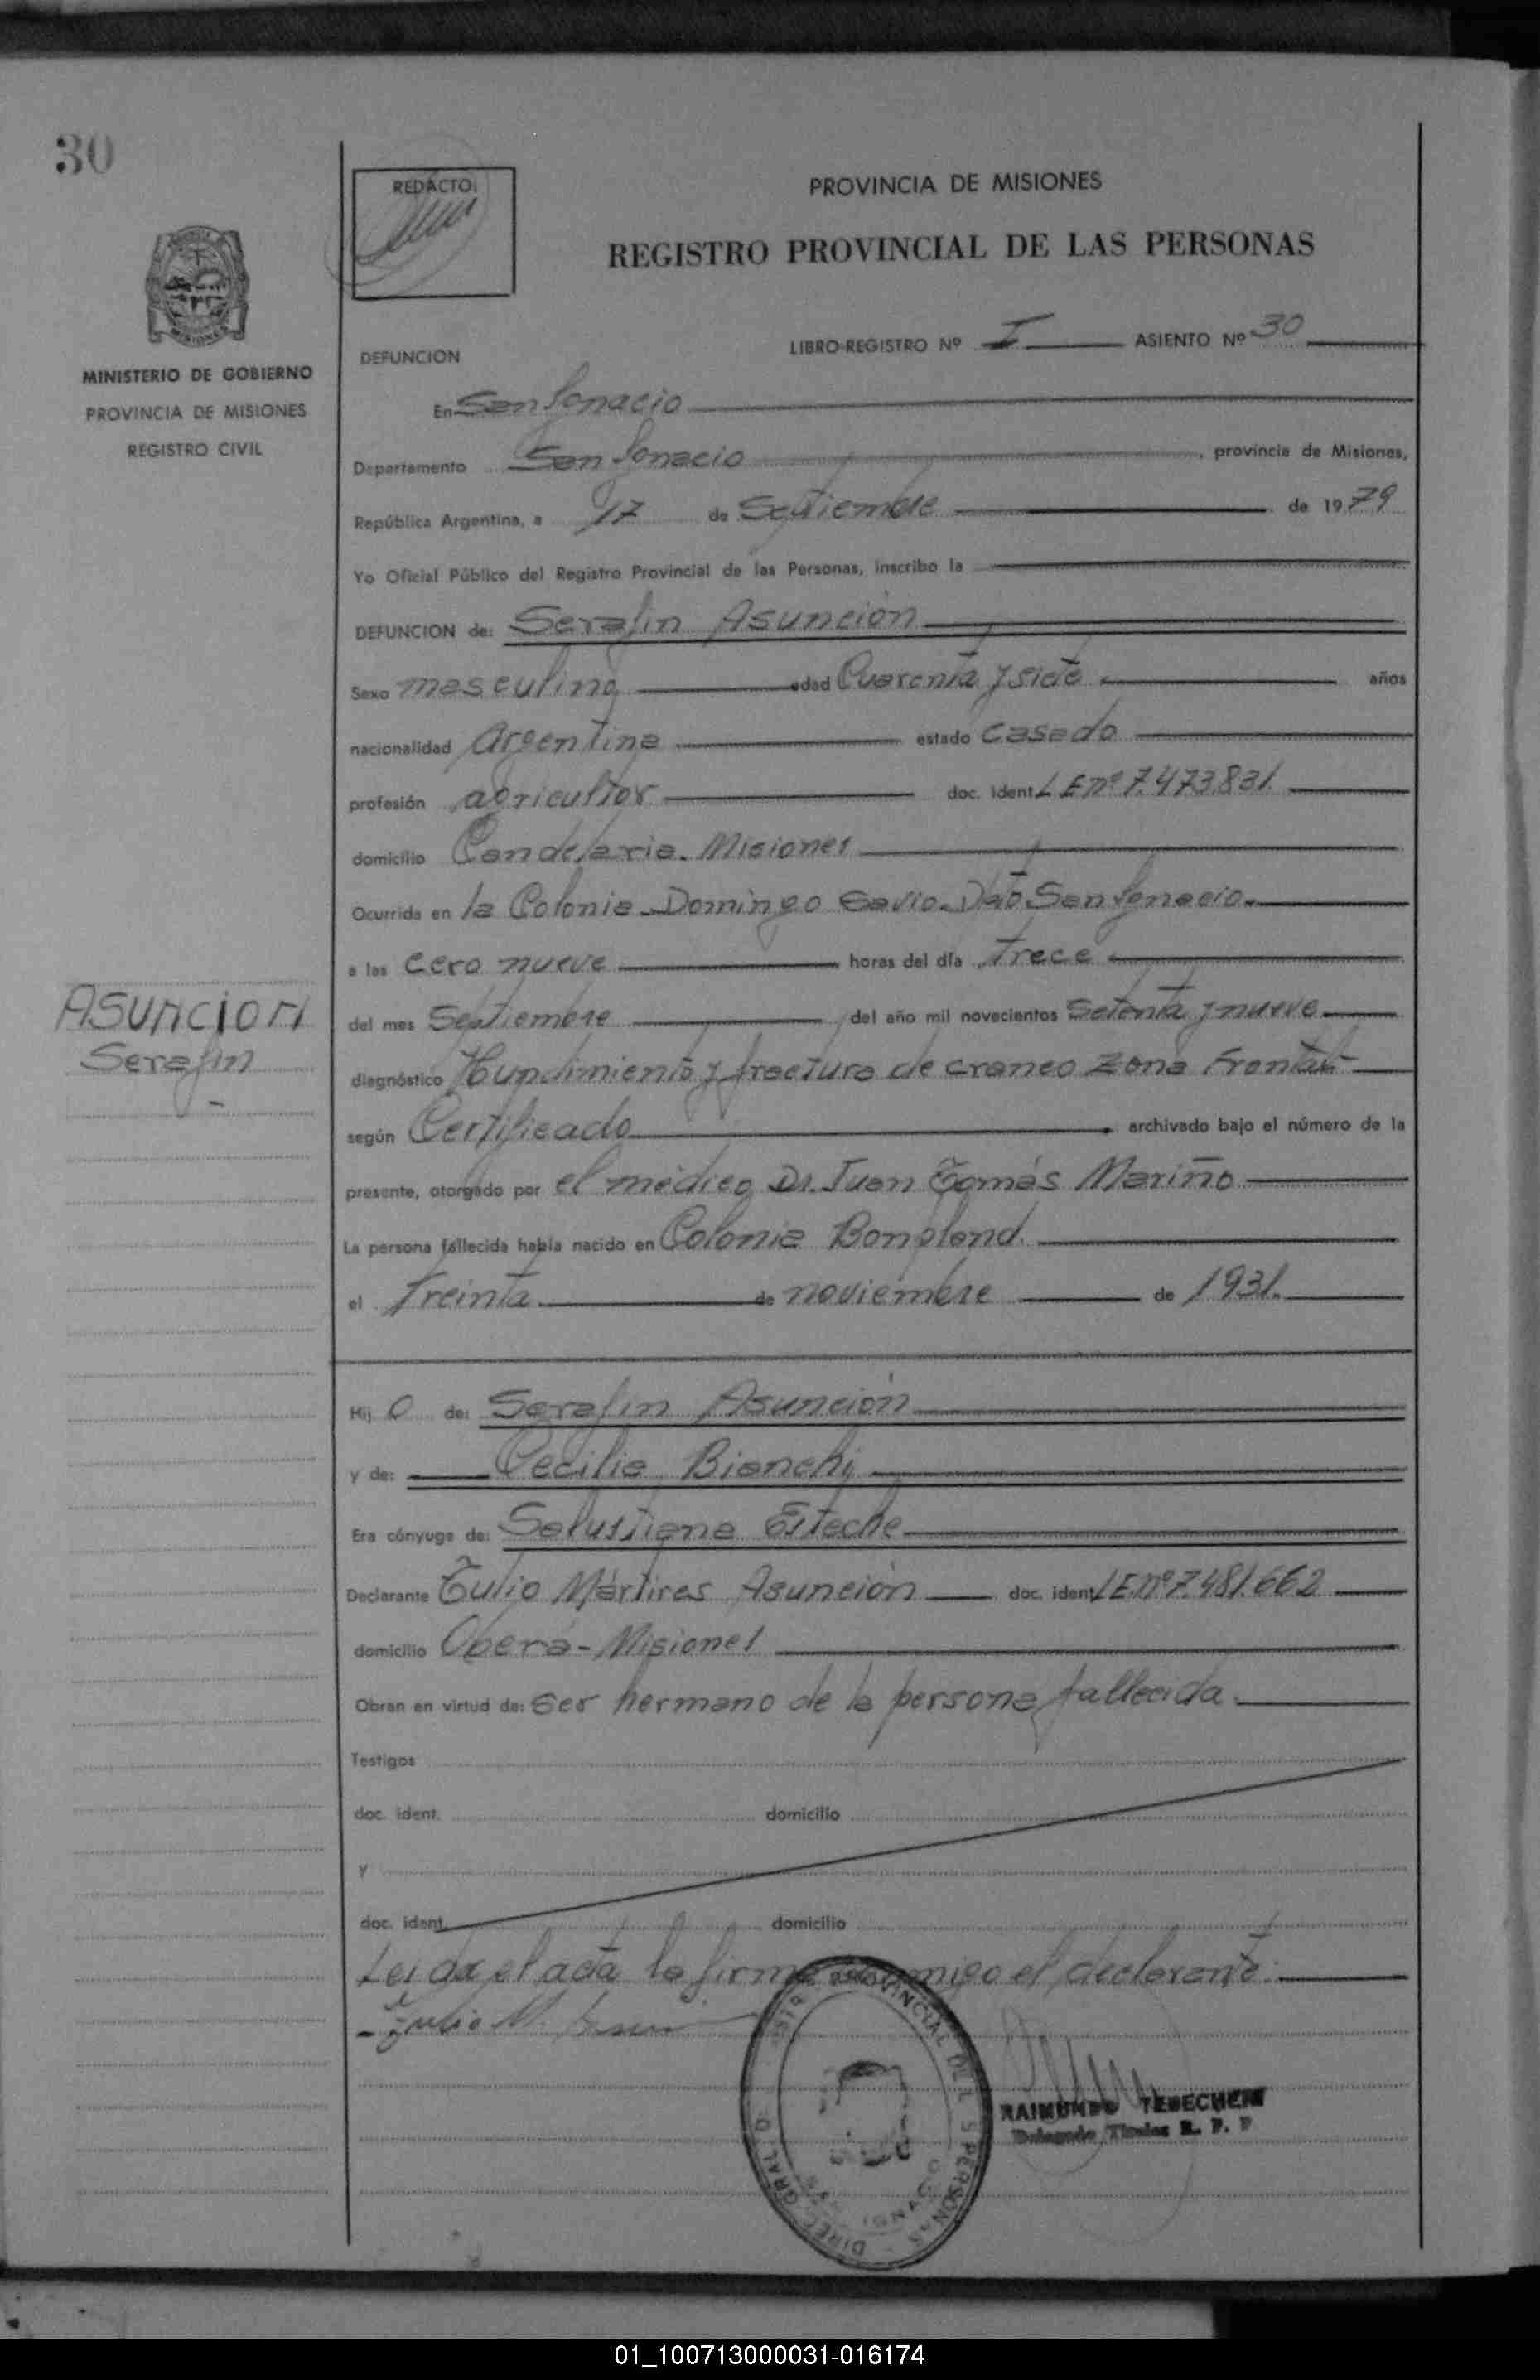 30
REDACTO:
PROVINCIA DE MISIONES
REGISTRO PROVINCIAL DE LAS PERSONAS
MINISTERIO DE GOBIERNO
PROVINCIA DE MISIONES
REGISTRO CIVIL
LIBRO-REGISTRO Nº I ASIENTO Nº 30
DEFUNCION
En San Ignacio
Departamento San Ignacio, provincia de Misiones,
República Argentina, a 17 de Septiembre de 1979
Yo Oficial Público del Registro Provincial de las Personas, inscribo la
DEFUNCION de: Serafin Asunción
Sexo masculino edad Cuarenta y siete años
nacionalidad Argentina estado casado
profesión agricultor doc. Ident. L E nº 7.473.831
domicilio Candelaria. Misiones
Ocurrida en la Colonia Domingo Savio. Dto San Ignacio.
a las cero nueve horas del día trece
del mes Septiembre del año mil novecientos setenta y nueve
ASUNCION
Serafin
diagnóstico Hundimiento y fractura de craneo zona Frontal
según Certificado archivado bajo el número de la
presente, otorgado por el médico Dr. Juan Tomás Mariño
La persona fallecida había nacido en Colonia Bonpland.
el treinta de noviembre de 1931.
Hij o de: Serafin Asunción
y de: Cecilia Bianchi
Era cónyuge de: Salustiana Esteche
Declarante Tulio Mártires Asunción doc. ident. L E. nº 7.481.662
domicilio Oberá - Misiones
Obran en virtud de: ser hermano de la persona fallecida.
Testigos
doc. ident. domicilio
y
doc. ident. domicilio
Leida el acta la firma conmigo el declarante.
- Tulio M.
RAIMUNDO
Delegado Titular R. P. P
01_100713000031-016174